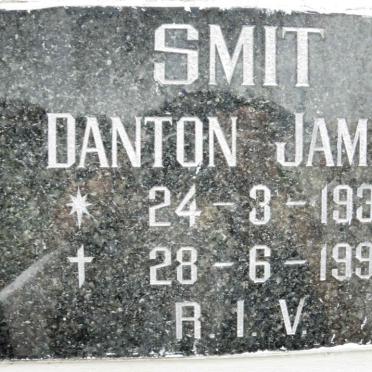 SMIT
DANTON JAM
* 24-3-193
† 28-6-199
R I V